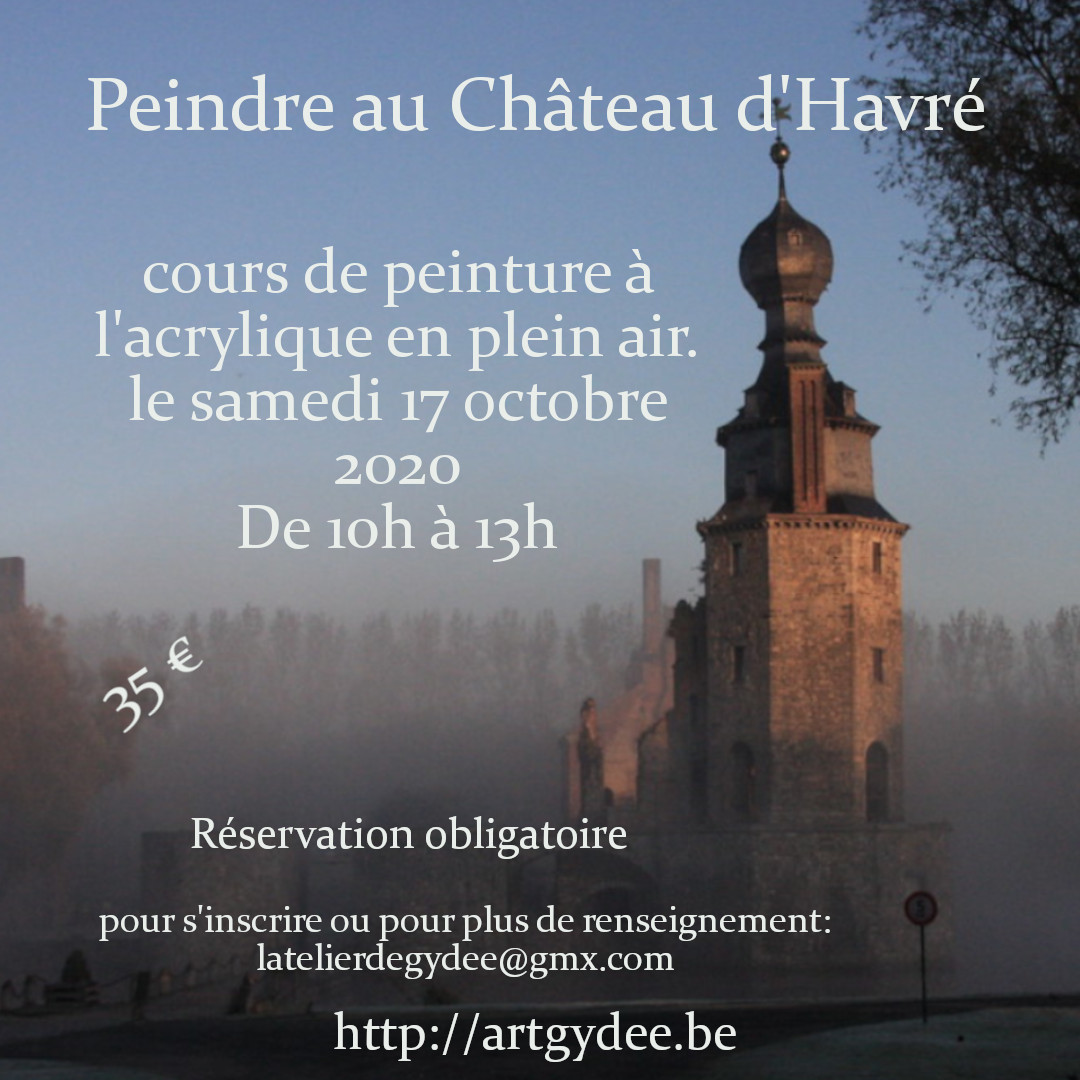 Peindre au Château d'Havré
cours de peinture à
l'acrylique en plein air.
le samedi 17 octobre
2020
De 10h à 13h
35 €
Réservation obligatoire
pour s'inscrire ou pour plus de renseignement:
latelierdegydee@gmx.com
http://artgydee.be